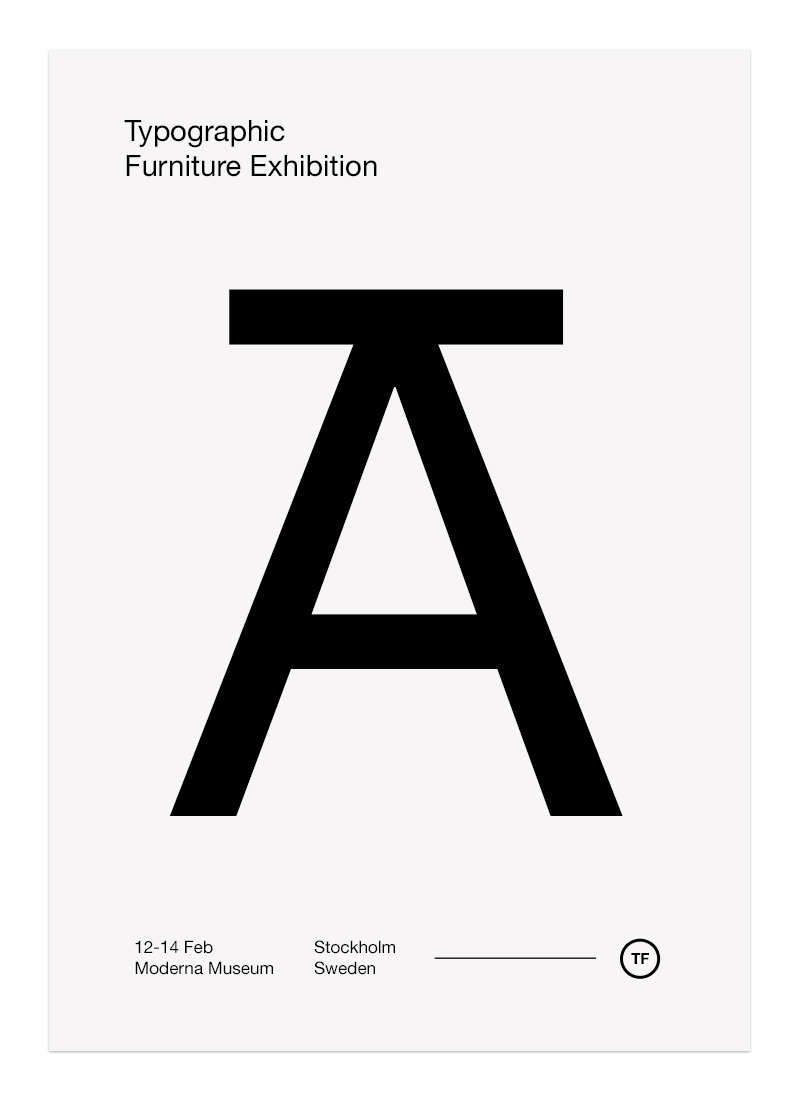 Typographic
Furniture Exhibition
A
12-14 Feb
Moderna Museum
Stockholm
Sweden
TF